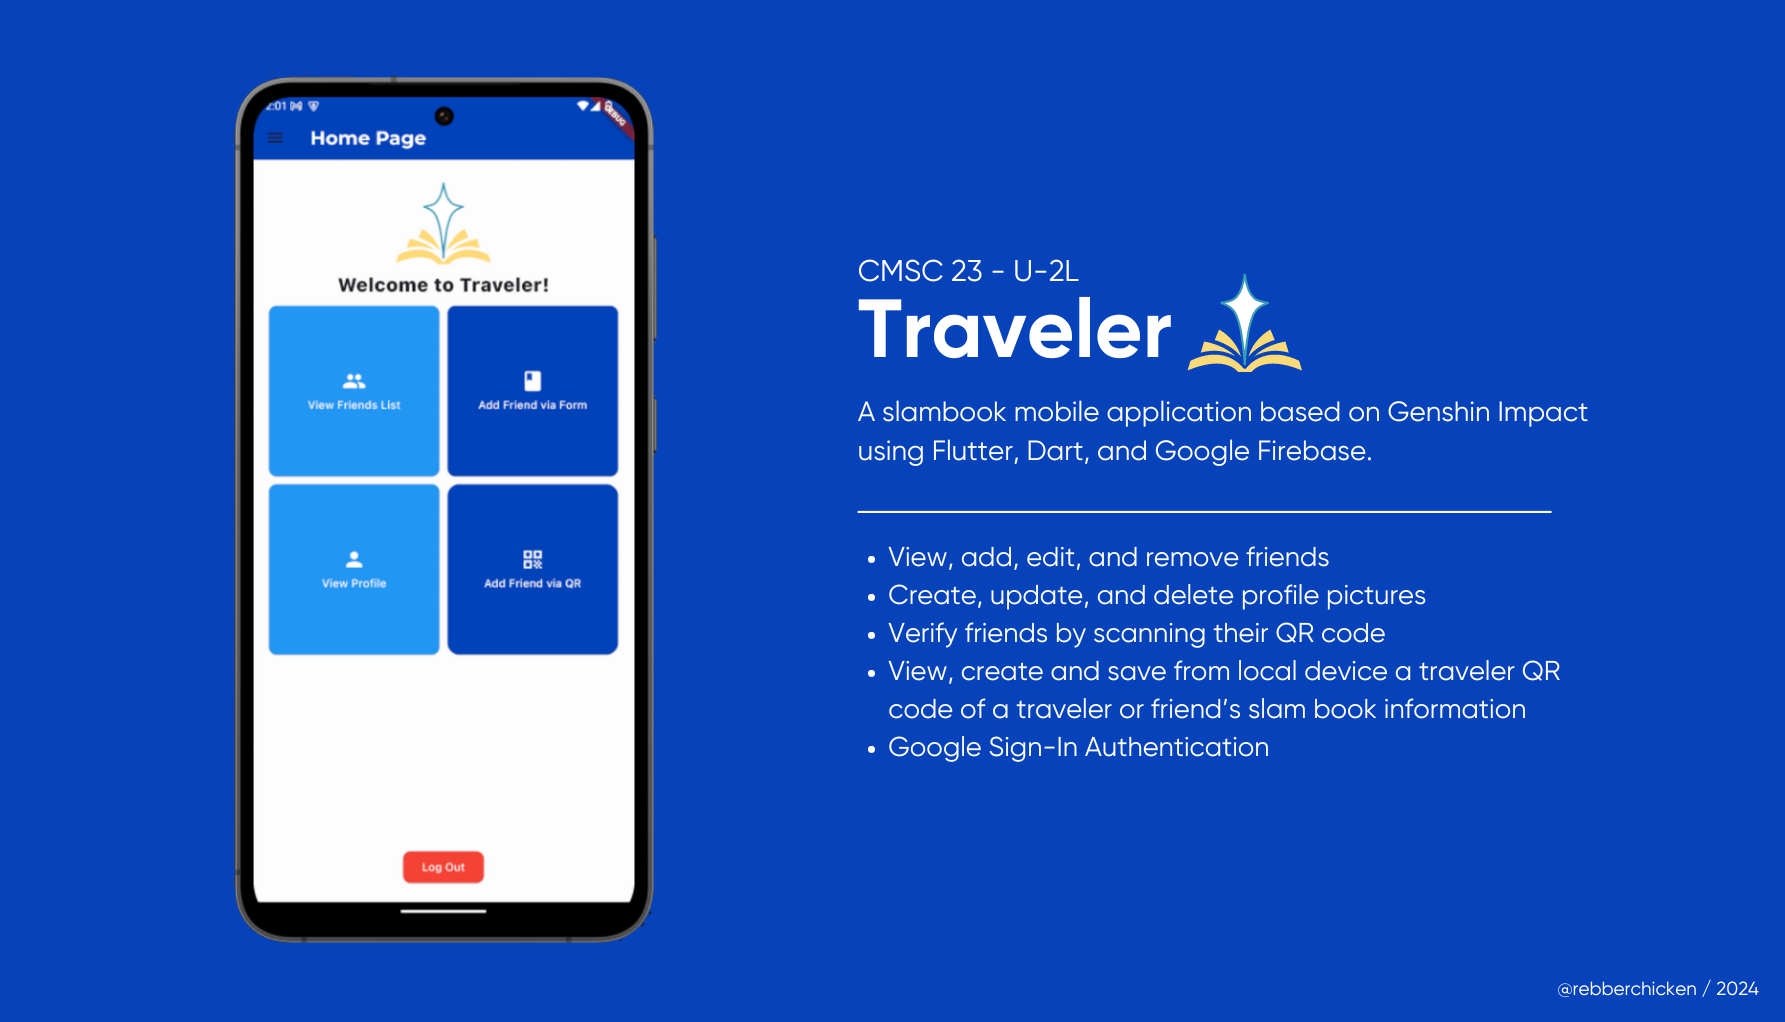 2:01
DEBUG
Home Page
Welcome to Traveler!
View Friends List
Add Friend via Form
View Profile
Add Friend via QR
Log Out
CMSC 23 - U-2L
Traveler
A slambook mobile application based on Genshin Impact
using Flutter, Dart, and Google Firebase.
• View, add, edit, and remove friends
• Create, update, and delete profile pictures
• Verify friends by scanning their QR code
• View, create and save from local device a traveler QR
code of a traveler or friend’s slam book information
• Google Sign-In Authentication
@rebberchicken / 2024